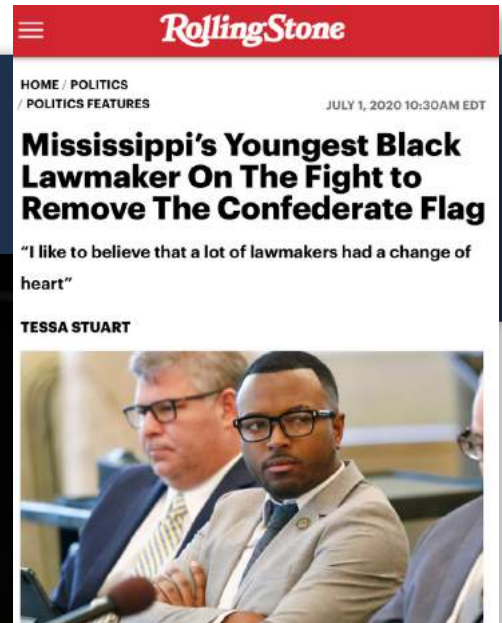 RollingStone
HOME / POLITICS
/ POLITICS FEATURES
JULY 1, 2020 10:30AM EDT
Mississippi's Youngest Black
Lawmaker On The Fight to
Remove The Confederate Flag
“I like to believe that a lot of lawmakers had a change of
heart”
TESSA STUART